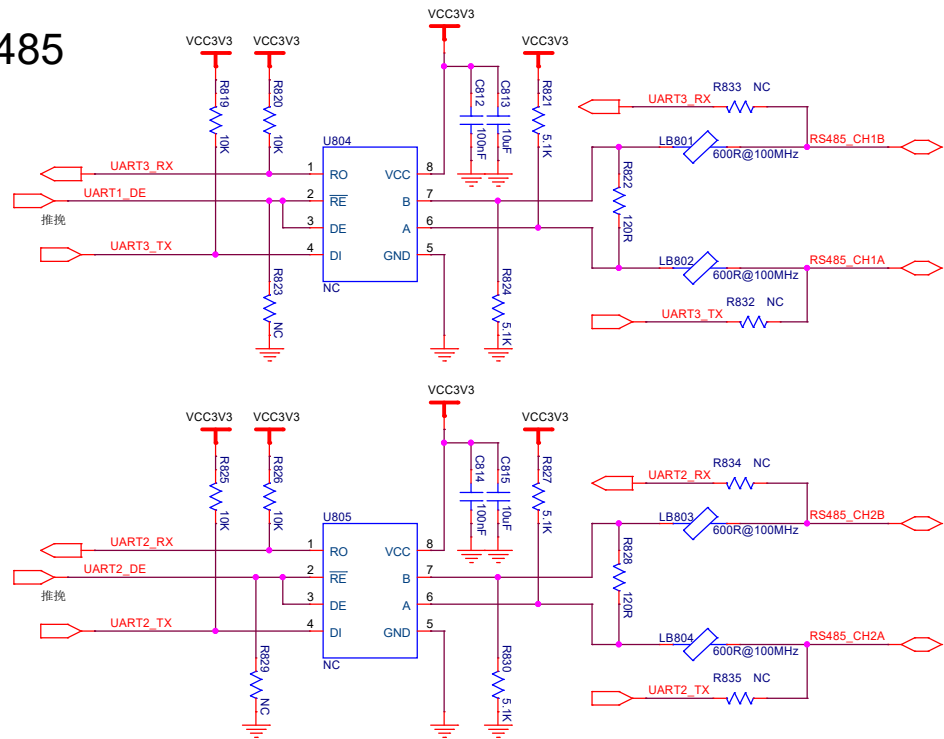 485
VCC3V3
VCC3V3
VCC3V3
VCC3V3
R819
10K
R820
10K
C812
100nF
C813
10uF
R821
5.1K
R833 NC
UART3_RX
U804
LB801
600R@100MHz
RS485_CH1B
UART3_RX
1 RO VCC 8
UART1_DE
2 RE B 7
推挽
3 DE A 6
UART3_TX
4 DI GND 5
NC
R822
120R
LB802
600R@100MHz
RS485_CH1A
R823
NC
R824
5.1K
R832 NC
UART3_TX
VCC3V3
VCC3V3
VCC3V3
VCC3V3
R825
10K
R826
10K
C814
100nF
C815
10uF
R827
5.1K
R834 NC
UART2_RX
U805
LB803
600R@100MHz
RS485_CH2B
UART2_RX
1 RO VCC 8
UART2_DE
2 RE B 7
推挽
3 DE A 6
UART2_TX
4 DI GND 5
NC
R828
120R
LB804
600R@100MHz
RS485_CH2A
R829
NC
R830
5.1K
R835 NC
UART2_TX